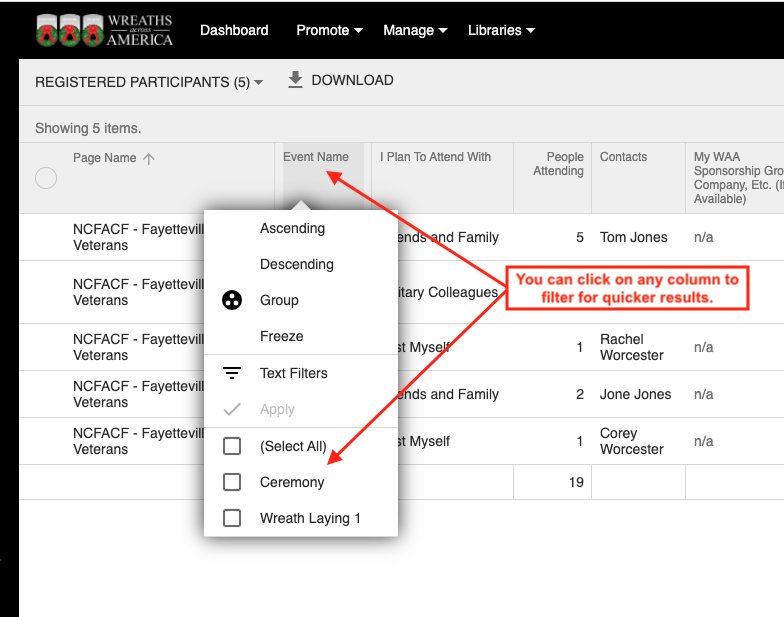 WREATHS
across
AMERICA
Dashboard
Promote
Manage
Libraries
REGISTERED PARTICIPANTS (5)
DOWNLOAD
Showing 5 items.
Page Name
Event Name
I Plan To Attend With
People
Attending
Contacts
My WAA
Sponsorship Gro
Company, Etc. (I
Available)
NCFACF - Fayettevill
Veterans
ends and Family
5
Tom Jones
n/a
NCFACF - Fayettevill
Veterans
itary Colleagues
NCFACF - Fayettevill
Veterans
st Myself
1
Rachel
Worcester
n/a
NCFACF - Fayettevill
Veterans
ends and Family
2
Jone Jones
n/a
NCFACF - Fayettevill
Veterans
st Myself
1
Corey
Worcester
n/a
19
Ascending
Descending
Group
Freeze
Text Filters
Apply
(Select All)
Ceremony
Wreath Laying 1
You can click on any column to
filter for quicker results.